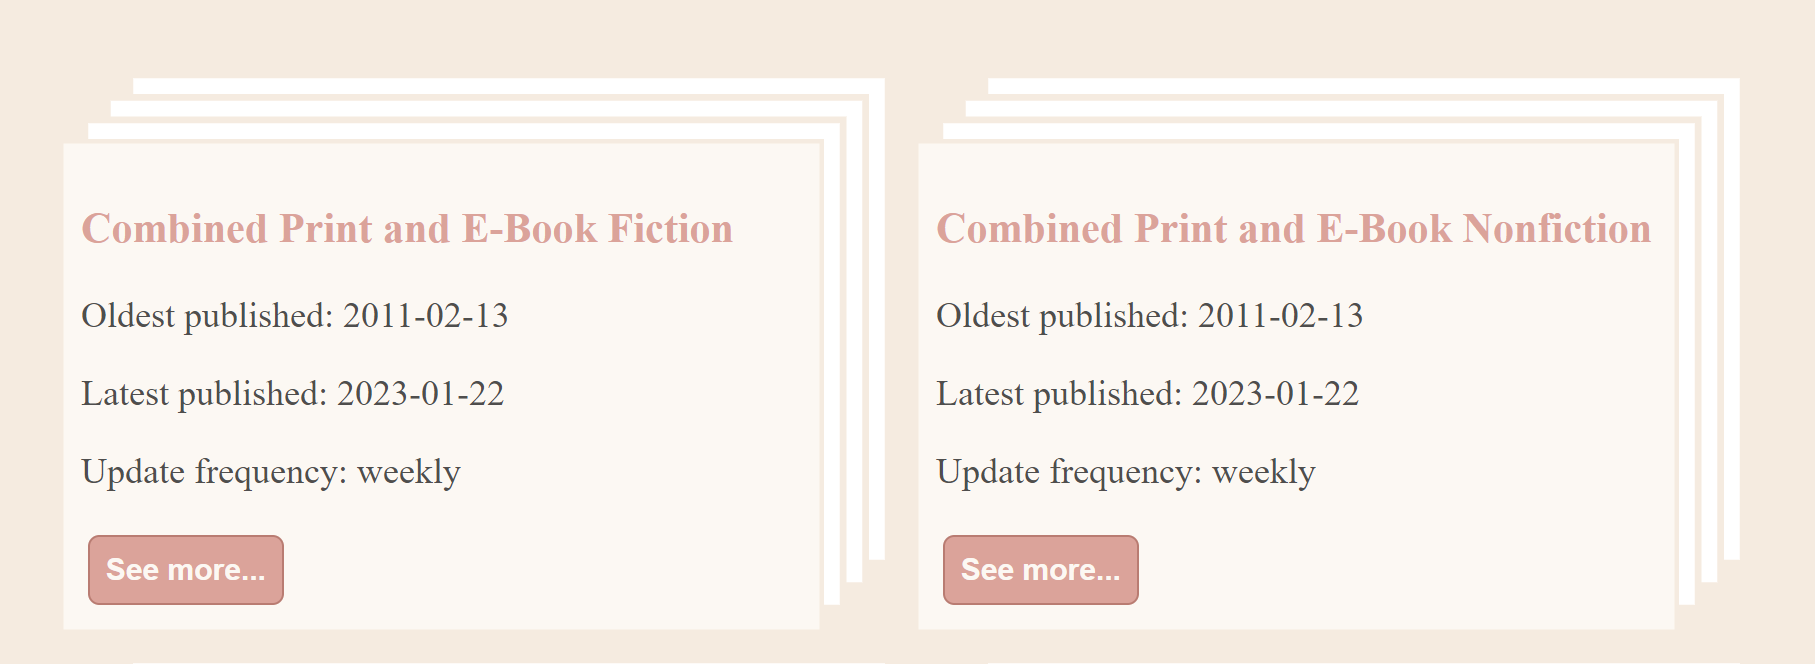 Combined Print and E-Book Fiction
Oldest published: 2011-02-13
Latest published: 2023-01-22
Update frequency: weekly
See more...
Combined Print and E-Book Nonfiction
Oldest published: 2011-02-13
Latest published: 2023-01-22
Update frequency: weekly
See more...